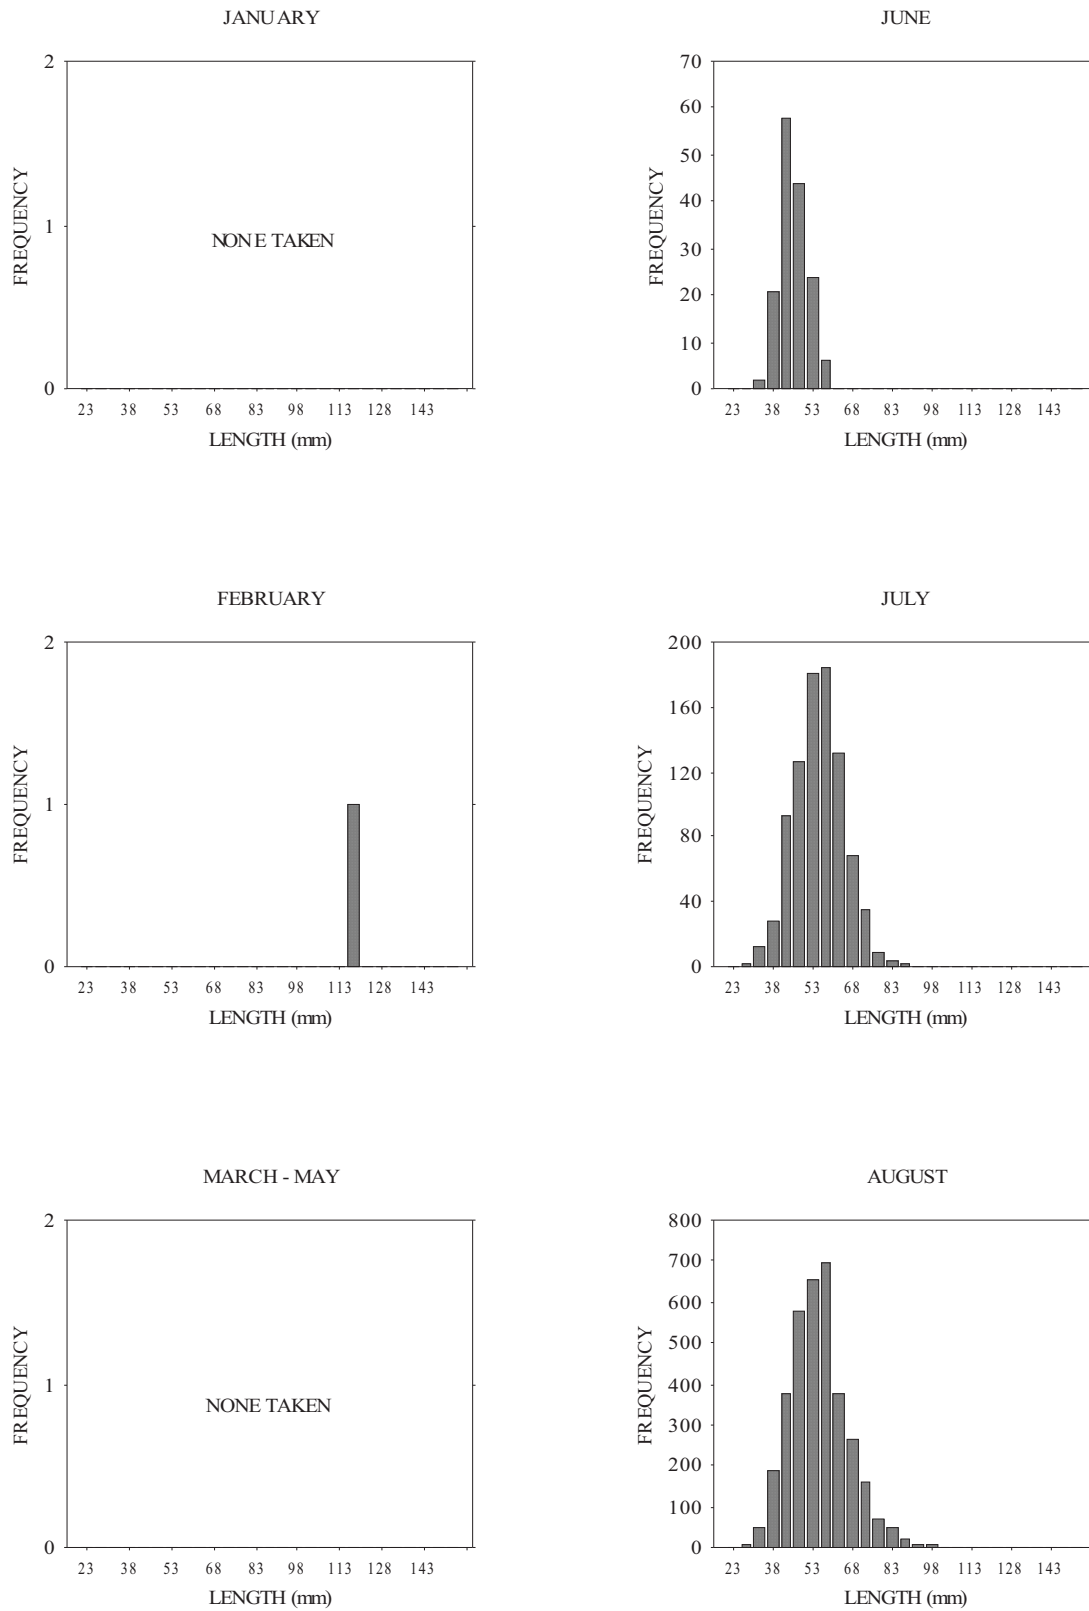 JANUARY
2
1
0
FREQUENCY
NONE TAKEN
23 38 53 68 83 98 113 128 143
LENGTH (mm)
JUNE
70
60
50
40
30
20
10
0
FREQUENCY
23 38 53 68 83 98 113 128 143
LENGTH (mm)
FEBRUARY
2
1
0
FREQUENCY
23 38 53 68 83 98 113 128 143
LENGTH (mm)
JULY
200
160
120
80
40
0
FREQUENCY
23 38 53 68 83 98 113 128 143
LENGTH (mm)
MARCH - MAY
2
1
0
FREQUENCY
NONE TAKEN
23 38 53 68 83 98 113 128 143
LENGTH (mm)
AUGUST
800
700
600
500
400
300
200
100
0
FREQUENCY
23 38 53 68 83 98 113 128 143
LENGTH (mm)